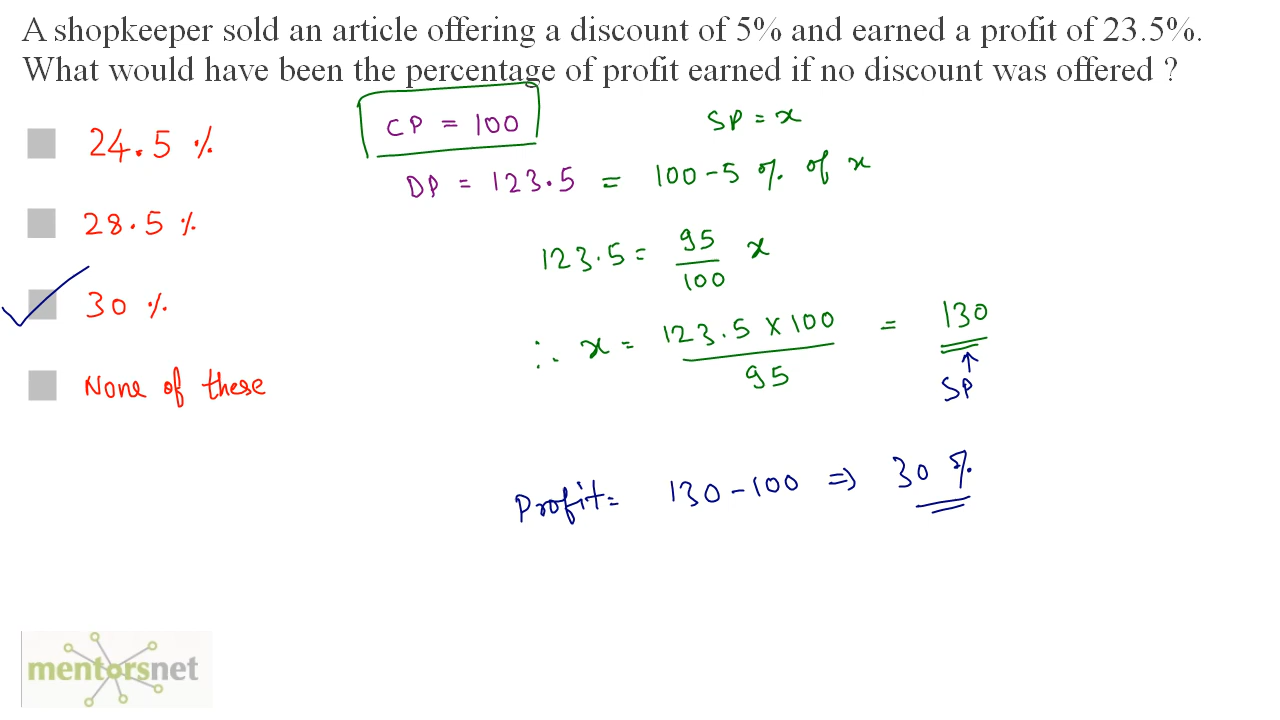 A shopkeeper sold an article offering a discount of 5% and earned a profit of 23.5%.
What would have been the percentage of profit earned if no discount was offered ?
CP = 100
SP = x
24.5 %
DP = 123.5 = 100-5 % of x
28.5 %
123.5 = 95/100 x
30 %
∴ x = 123.5 x 100 / 95 = 130
SP
None of these
Profit = 130-100 ⇒ 30 %
mentorsnet